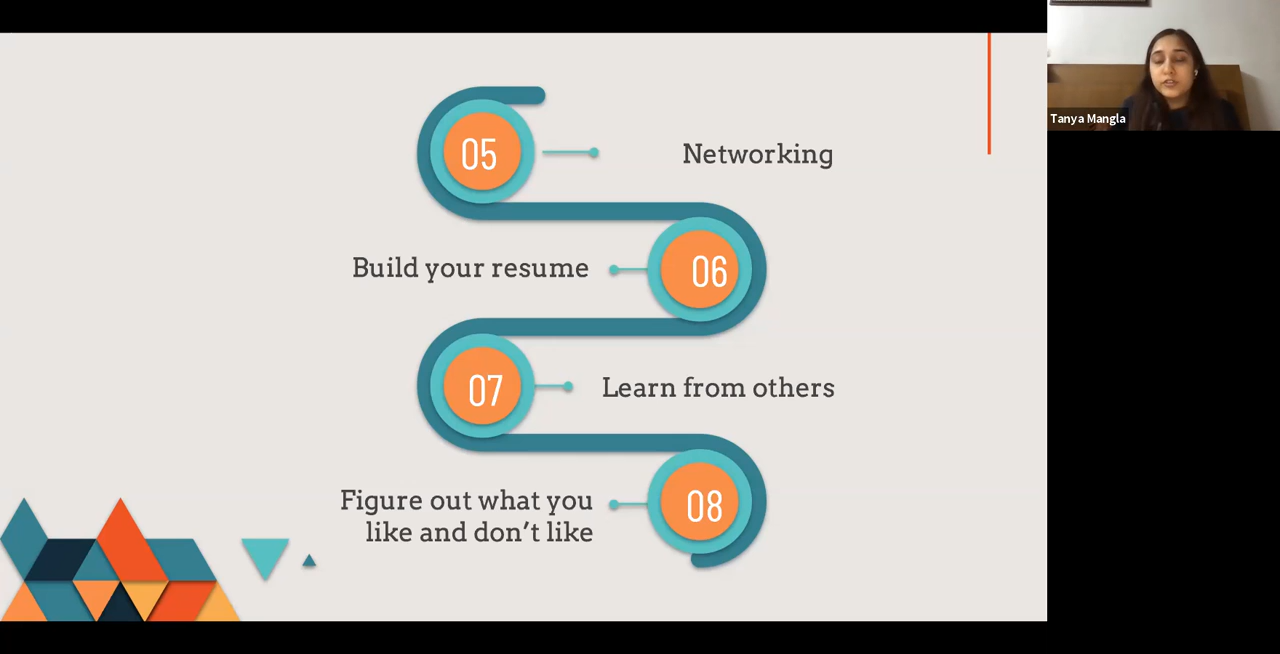 05
Networking
Build your resume
06
07
Learn from others
Figure out what you
like and don’t like
08
Tanya Mangla